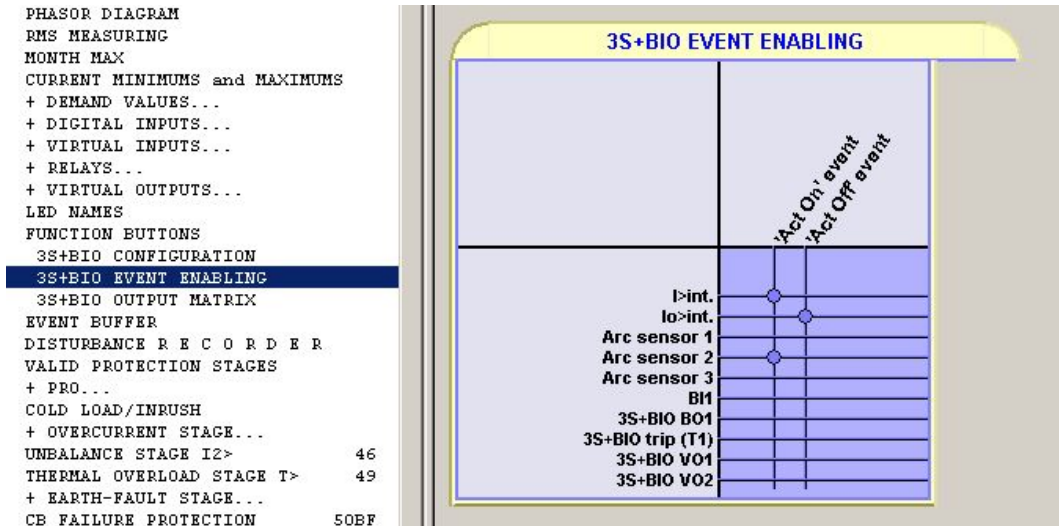 PHASOR DIAGRAM
RMS MEASURING
MONTH MAX
CURRENT MINIMUMS and MAXIMUMS
+ DEMAND VALUES...
+ DIGITAL INPUTS...
+ VIRTUAL INPUTS...
+ RELAYS...
+ VIRTUAL OUTPUTS...
LED NAMES
FUNCTION BUTTONS
3S+BIO CONFIGURATION
3S+BIO EVENT ENABLING
3S+BIO OUTPUT MATRIX
EVENT BUFFER
DISTURBANCE R E C O R D E R
VALID PROTECTION STAGES
+ PRO...
COLD LOAD/INRUSH
+ OVERCURRENT STAGE...
UNBALANCE STAGE I2> 46
THERMAL OVERLOAD STAGE T> 49
+ EARTH-FAULT STAGE...
CB FAILURE PROTECTION 50BF
3S+BIO EVENT ENABLING
'Act On' event
'Act Off' event
I>int.
Io>int.
Arc sensor 1
Arc sensor 2
Arc sensor 3
BI1
3S+BIO BO1
3S+BIO trip (T1)
3S+BIO VO1
3S+BIO VO2